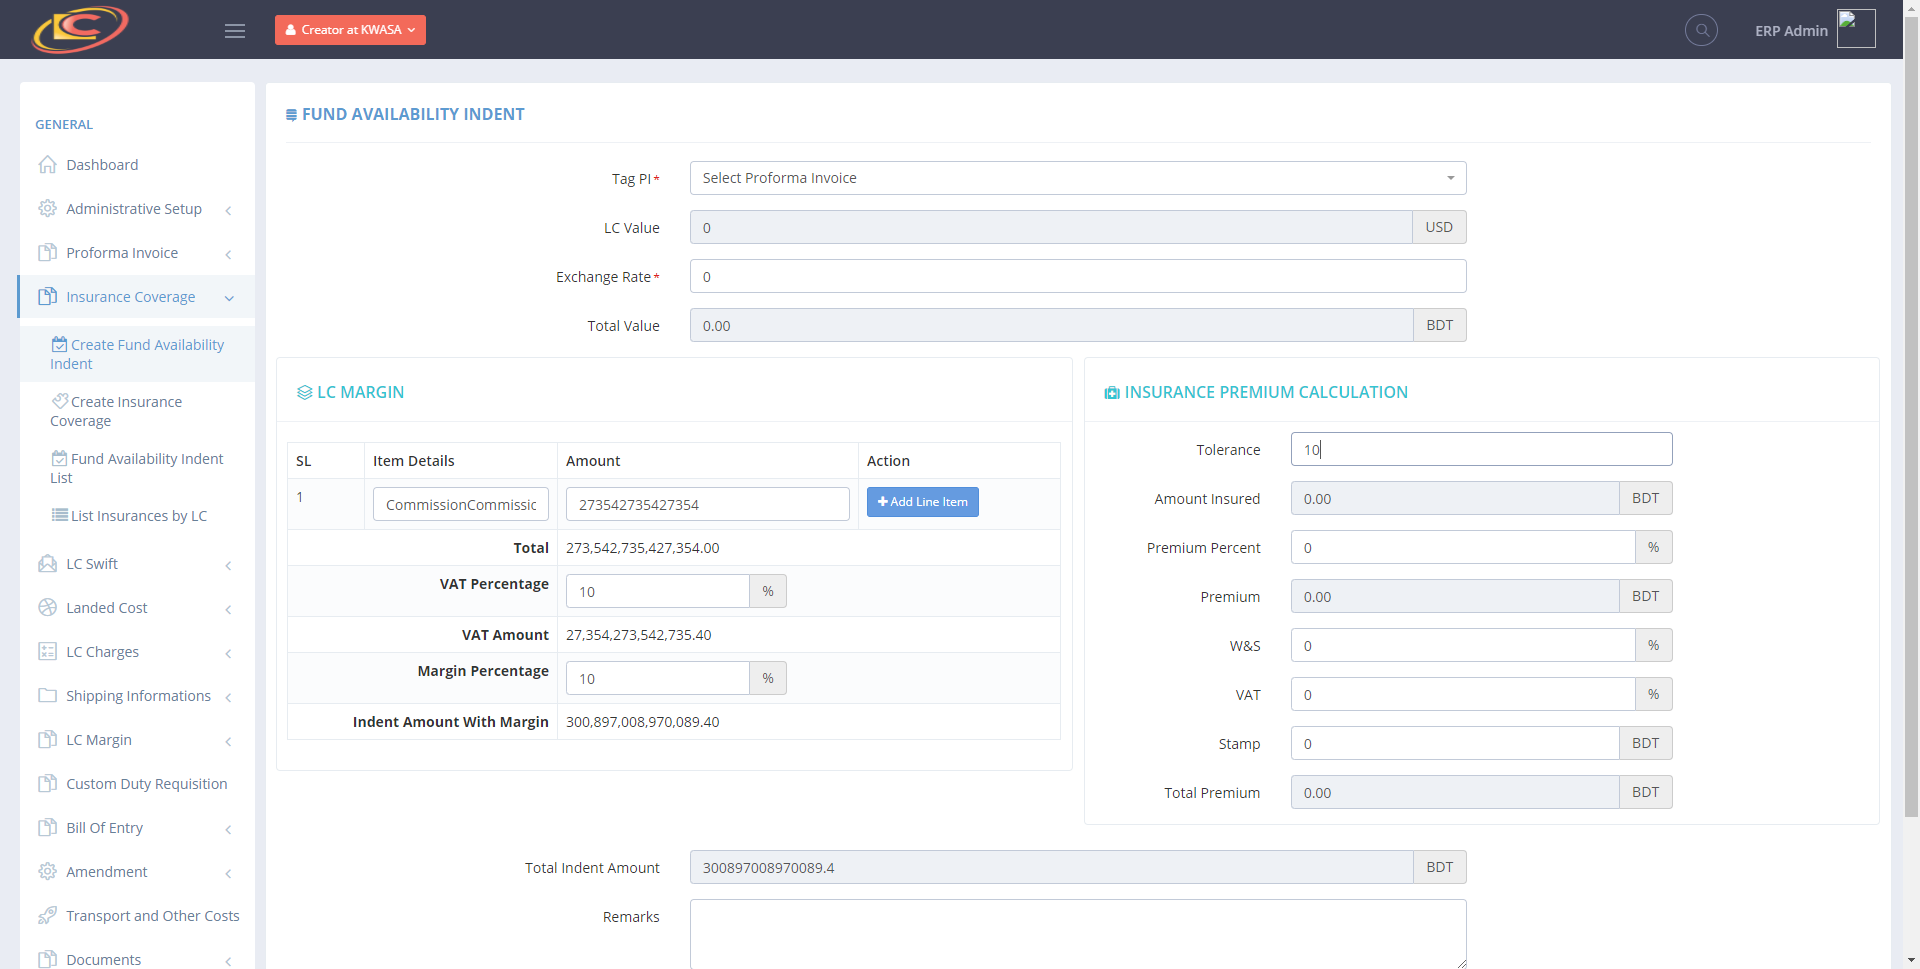 Creator at KWASA
ERP Admin
GENERAL
Dashboard
Administrative Setup
Proforma Invoice
Insurance Coverage
Create Fund Availability
Indent
Create Insurance
Coverage
Fund Availability Indent
List
List Insurances by LC
LC Swift
Landed Cost
LC Charges
Shipping Informations
LC Margin
Custom Duty Requisition
Bill Of Entry
Amendment
Transport and Other Costs
Documents
FUND AVAILABILITY INDENT
Tag PI* Select Proforma Invoice
LC Value 0 USD
Exchange Rate* 0
Total Value 0.00 BDT
LC MARGIN
SL Item Details Amount Action
1 CommissionCommissic 273542735427354 Add Line Item
Total 273,542,735,427,354.00
VAT Percentage 10 %
VAT Amount 27,354,273,542,735.40
Margin Percentage 10 %
Indent Amount With Margin 300,897,008,970,089.40
INSURANCE PREMIUM CALCULATION
Tolerance 10
Amount Insured 0.00 BDT
Premium Percent 0 %
Premium 0.00 BDT
W&S 0 %
VAT 0 %
Stamp 0 BDT
Total Premium 0.00 BDT
Total Indent Amount 300897008970089.4 BDT
Remarks